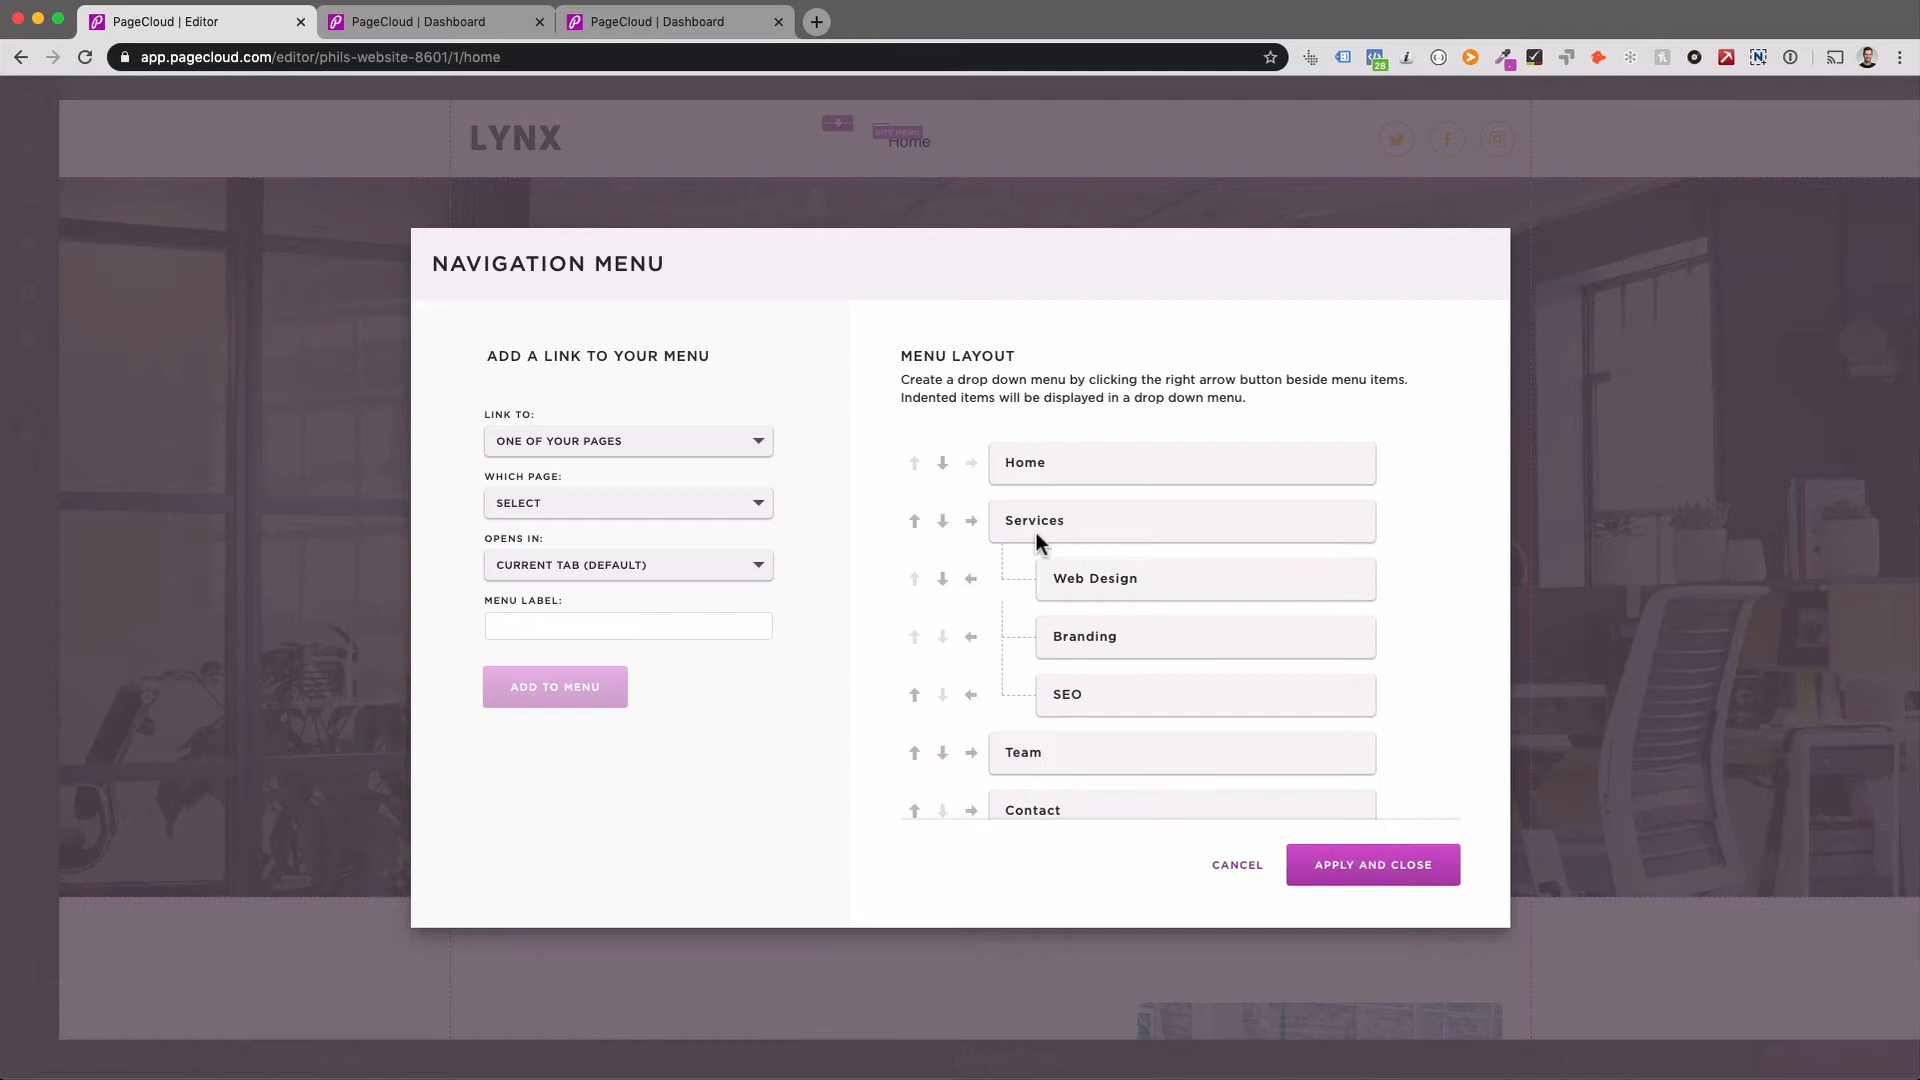 PageCloud | Editor
PageCloud | Dashboard
PageCloud | Dashboard
app.pagecloud.com/editor/phils-website-8601/1/home
28
LYNX
SITE MENU
Home
NAVIGATION MENU
ADD A LINK TO YOUR MENU
LINK TO:
ONE OF YOUR PAGES
WHICH PAGE:
SELECT
OPENS IN:
CURRENT TAB (DEFAULT)
MENU LABEL:
ADD TO MENU
MENU LAYOUT
Create a drop down menu by clicking the right arrow button beside menu items.
Indented items will be displayed in a drop down menu.
Home
Services
Web Design
Branding
SEO
Team
Contact
CANCEL
APPLY AND CLOSE